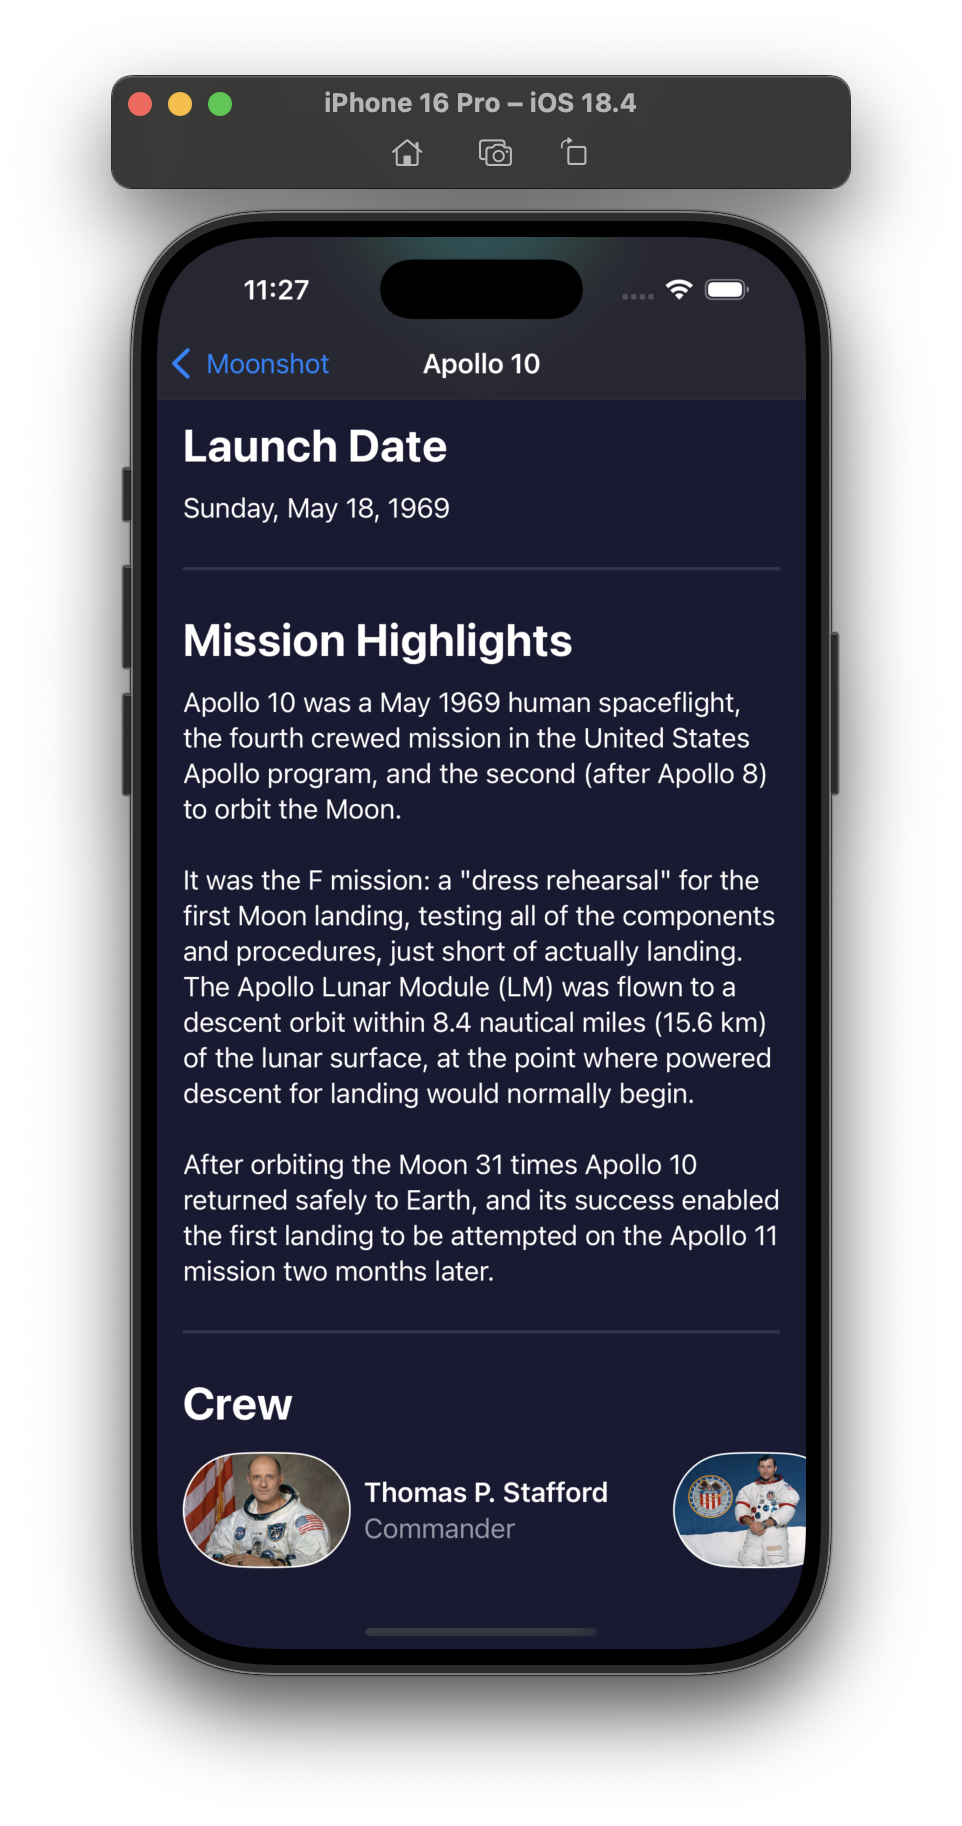 iPhone 16 Pro – iOS 18.4
11:27
Moonshot
Apollo 10
Launch Date
Sunday, May 18, 1969
Mission Highlights
Apollo 10 was a May 1969 human spaceflight,
the fourth crewed mission in the United States
Apollo program, and the second (after Apollo 8)
to orbit the Moon.
It was the F mission: a "dress rehearsal" for the
first Moon landing, testing all of the components
and procedures, just short of actually landing.
The Apollo Lunar Module (LM) was flown to a
descent orbit within 8.4 nautical miles (15.6 km)
of the lunar surface, at the point where powered
descent for landing would normally begin.
After orbiting the Moon 31 times Apollo 10
returned safely to Earth, and its success enabled
the first landing to be attempted on the Apollo 11
mission two months later.
Crew
Thomas P. Stafford
Commander